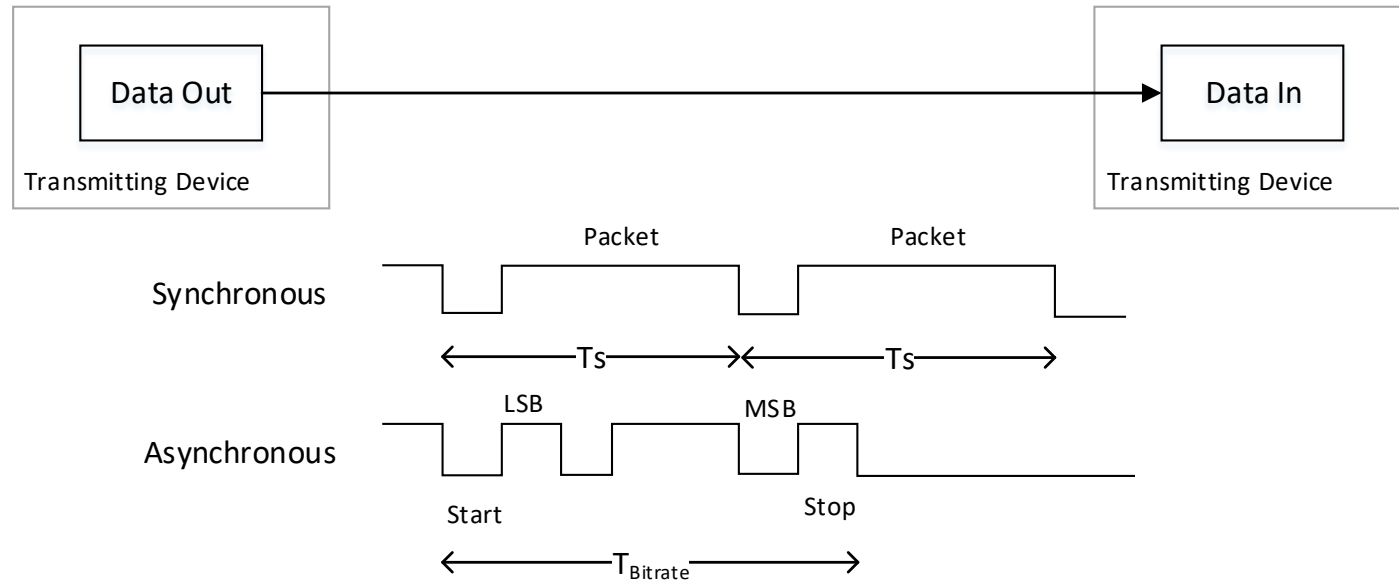 Data Out
Data In
Transmitting Device
Transmitting Device
Packet
Packet
Synchronous
Ts
Ts
LSB
MSB
Asynchronous
Start
Stop
TBitrate